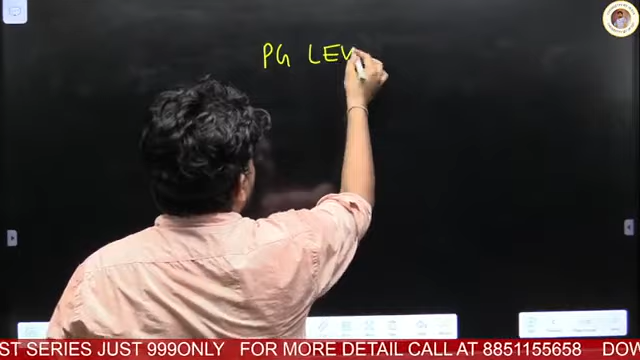 PG LEV
ST SERIES JUST 999ONLY FOR MORE DETAIL CALL AT 8851155658 DOW